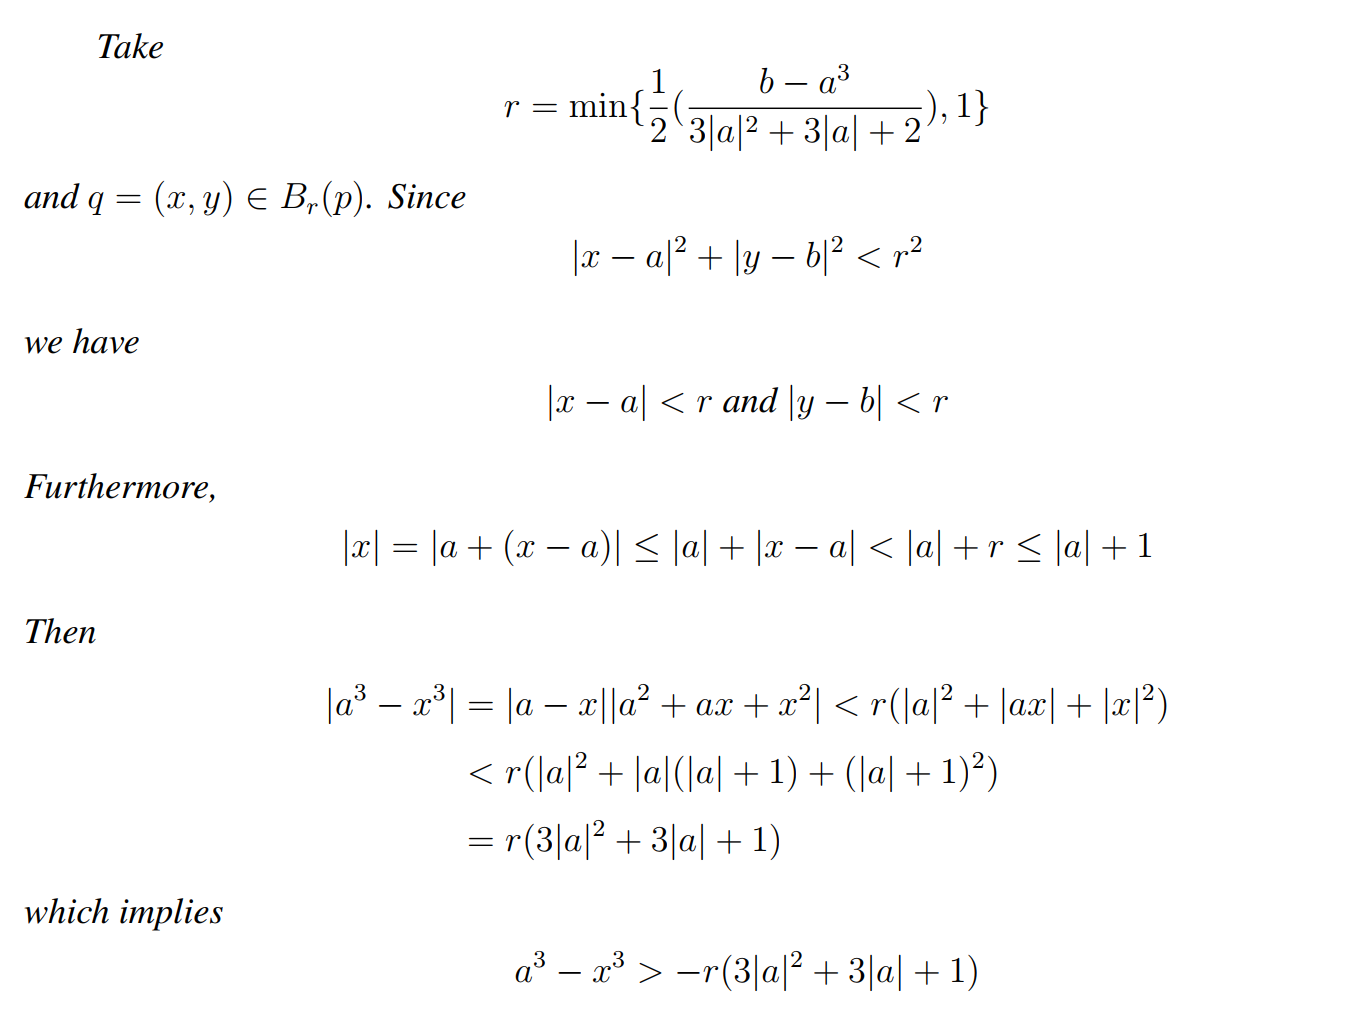 Take
r = min{\frac{1}{2}(\frac{b - a^3}{3|a|^2 + 3|a| + 2}), 1}
and q = (x, y) ∈ B_r(p). Since
|x − a|^2 + |y − b|^2 < r^2
we have
|x − a| < r and |y − b| < r
Furthermore,
|x| = |a + (x − a)| ≤ |a| + |x − a| < |a| + r ≤ |a| + 1
Then
|a^3 − x^3| = |a − x||a^2 + ax + x^2| < r(|a|^2 + |ax| + |x|^2)
< r(|a|^2 + |a|(|a| + 1) + (|a| + 1)^2)
= r(3|a|^2 + 3|a| + 1)
which implies
a^3 − x^3 > −r(3|a|^2 + 3|a| + 1)